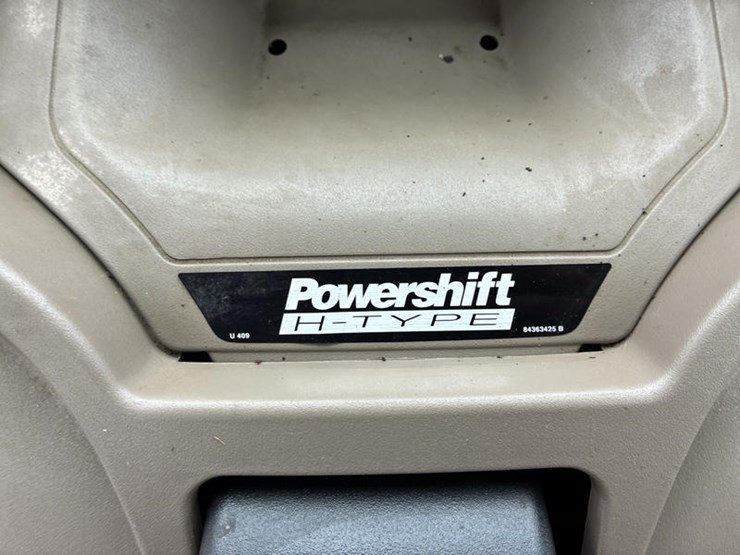 Powershift
H-TYPE
U 409
84363425 B